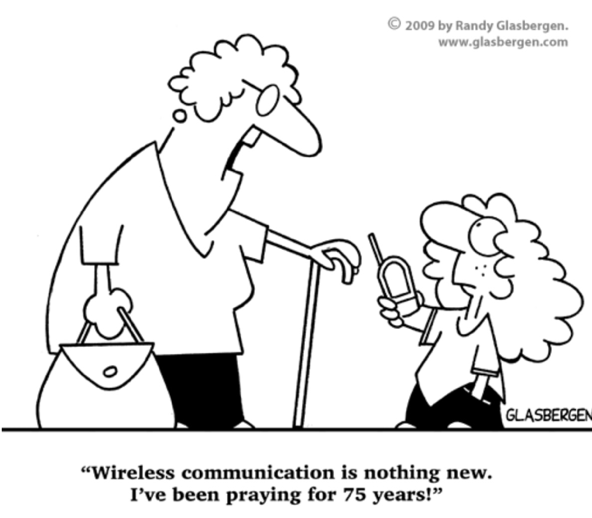 © 2009 by Randy Glasbergen.
www.glasbergen.com
GLASBERGEN
“Wireless communication is nothing new.
I’ve been praying for 75 years!”